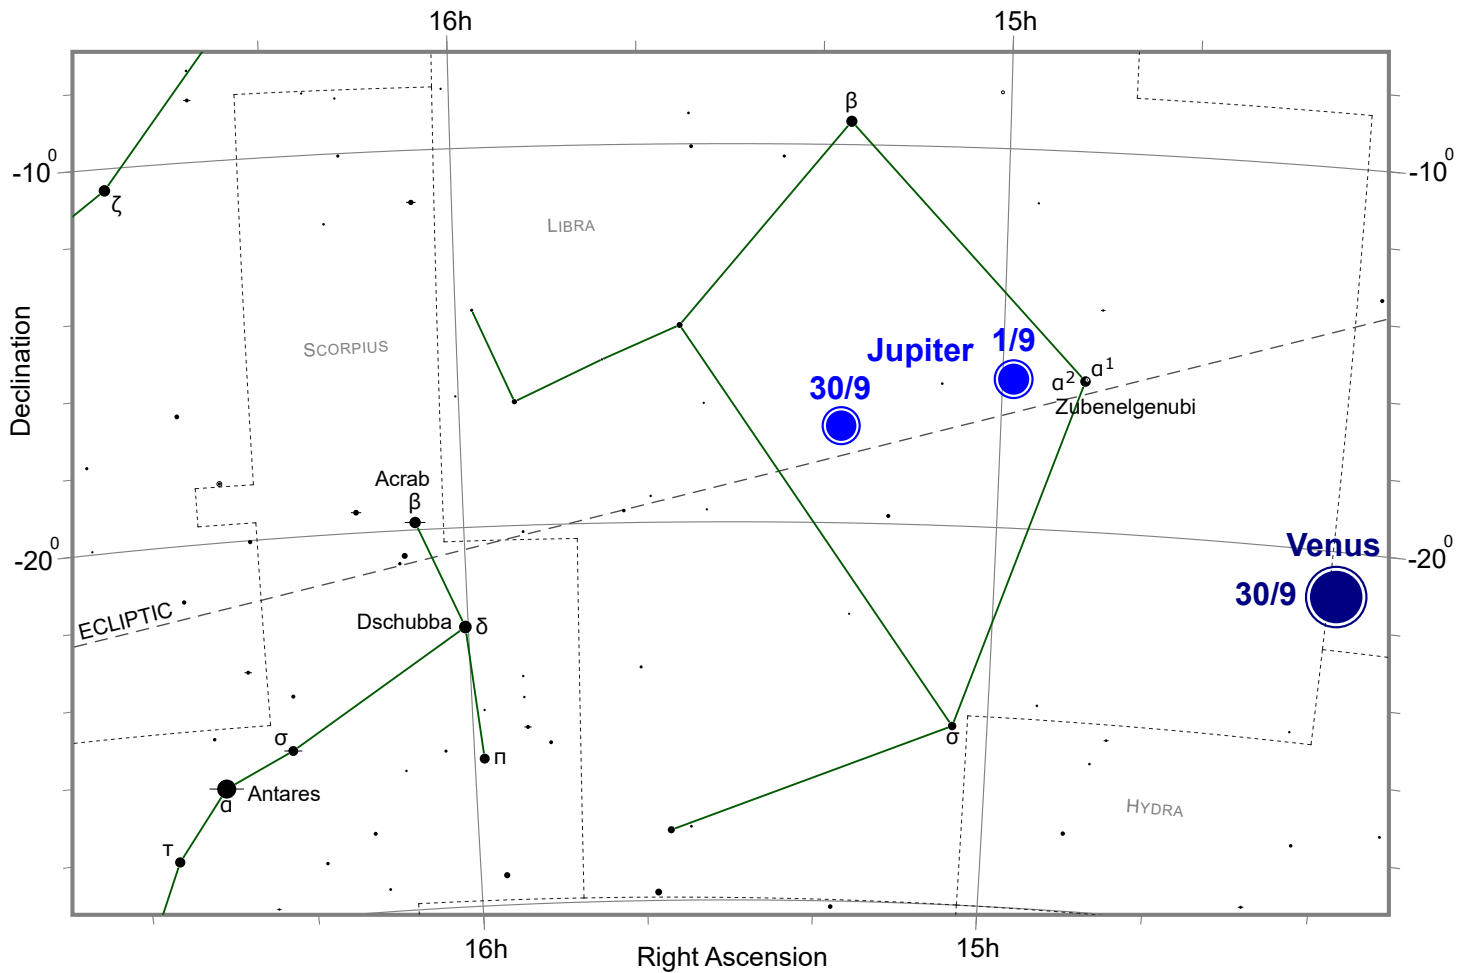 16h
15h
β
-10⁰
-10⁰
ζ
LIBRA
Declination
SCORPIUS
Jupiter
1/9
30/9
α²
α¹
Zubenelgenubi
Acrab
β
-20⁰
-20⁰
Venus
30/9
ECLIPTIC
Dschubba
δ
σ
σ
π
Antares
α
HYDRA
τ
16h
15h
Right Ascension